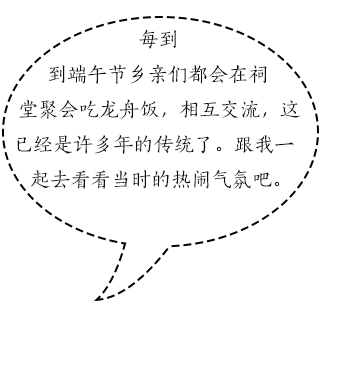 每到
到端午节乡亲们都会在祠
堂聚会吃龙舟饭，相互交流，这
已经是许多年的传统了。跟我一
起去看看当时的热闹气氛吧。